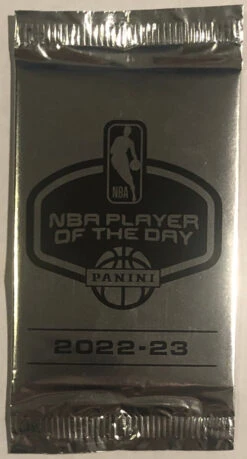 NBA
NBA PLAYER
OF THE DAY
PANINI
2022-23